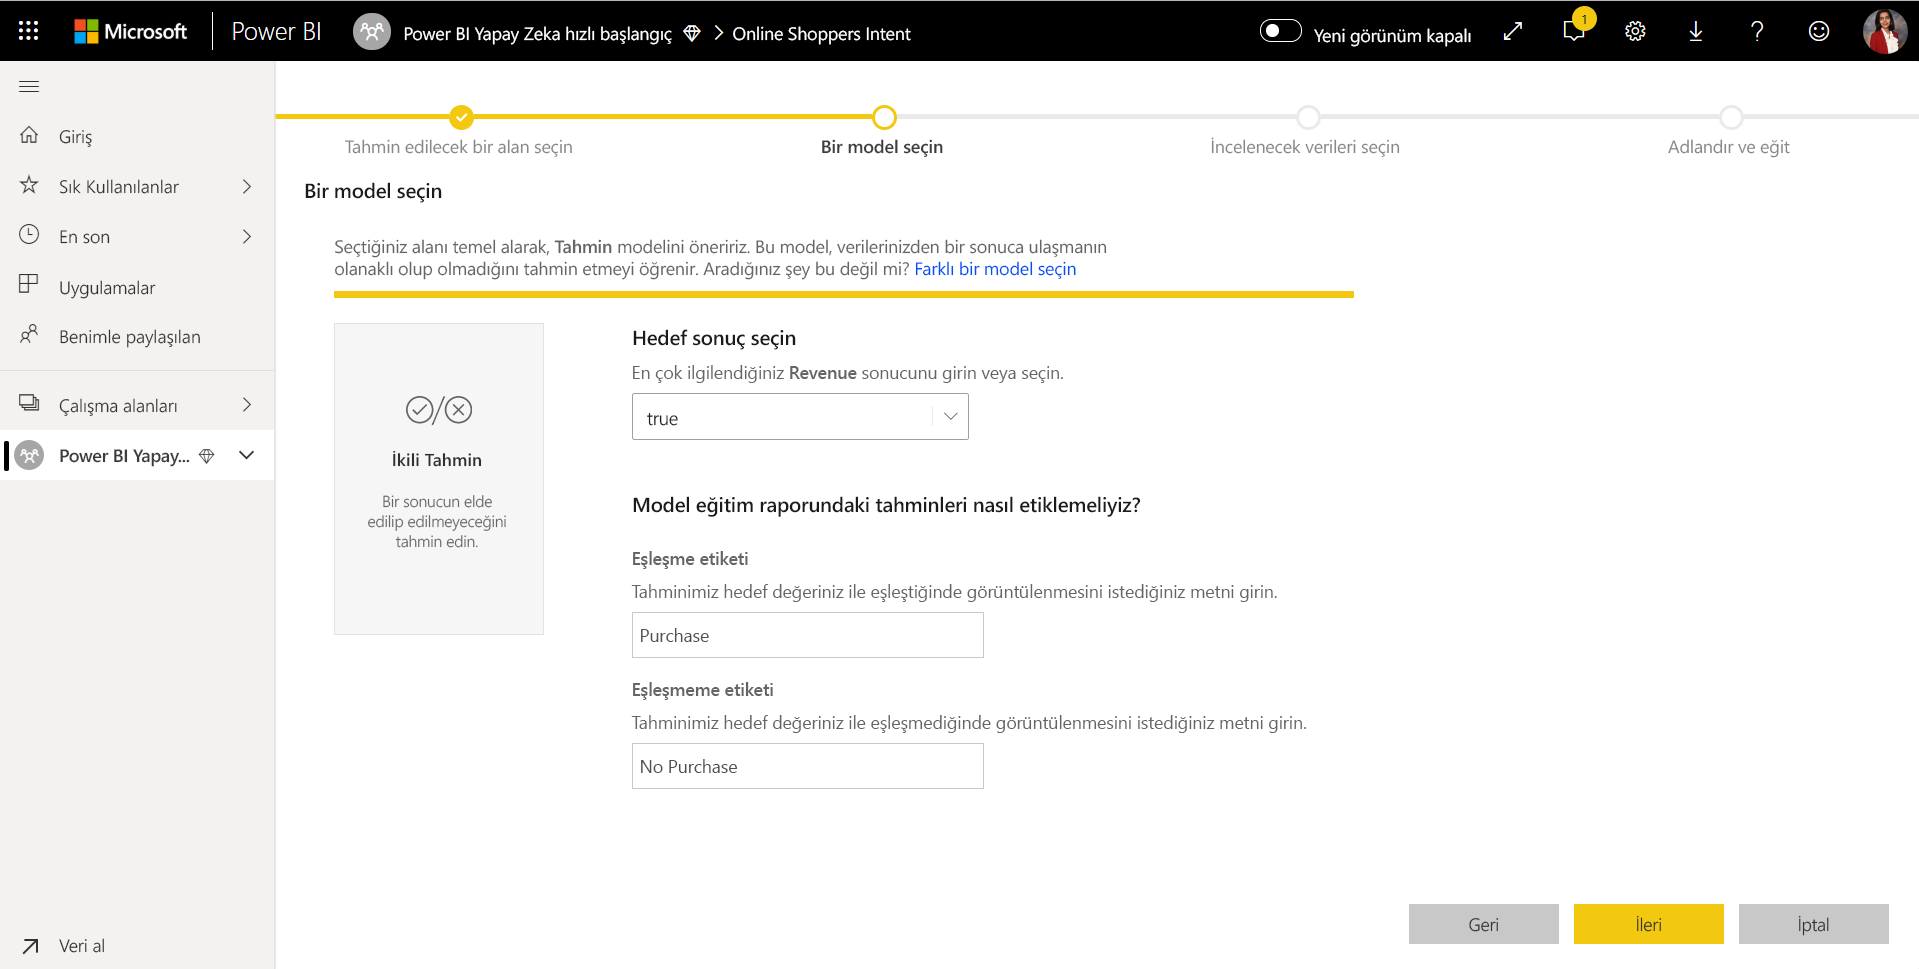 Microsoft
Power BI
Power BI Yapay Zeka hızlı başlangıç > Online Shoppers Intent
Yeni görünüm kapalı
1
Giriş
Sık Kullanılanlar
En son
Uygulamalar
Benimle paylaşılan
Çalışma alanları
Power BI Yapay...
Veri al
Tahmin edilecek bir alan seçin
Bir model seçin
İncelenecek verileri seçin
Adlandır ve eğit
Bir model seçin
Seçtiğiniz alanı temel alarak, Tahmin modelini öneririz. Bu model, verilerinizden bir sonuca ulaşmanın
olanaklı olup olmadığını tahmin etmeyi öğrenir. Aradığınız şey bu değil mi? Farklı bir model seçin
İkili Tahmin
Bir sonucun elde
edilip edilmeyeceğini
tahmin edin.
Hedef sonuç seçin
En çok ilgilendiğiniz Revenue sonucunu girin veya seçin.
true
Model eğitim raporundaki tahminleri nasıl etiklemeliyiz?
Eşleşme etiketi
Tahminimiz hedef değeriniz ile eşleştiğinde görüntülenmesini istediğiniz metni girin.
Purchase
Eşleşmeme etiketi
Tahminimiz hedef değeriniz ile eşleşmediğinde görüntülenmesini istediğiniz metni girin.
No Purchase
Geri
İleri
İptal